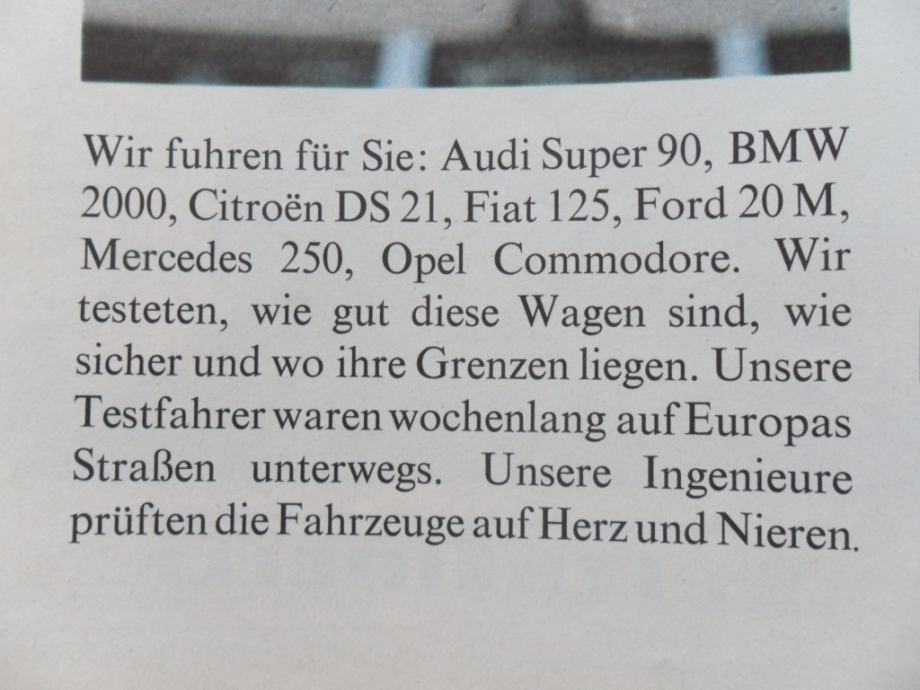 Wir fuhren für Sie: Audi Super 90, BMW
2000, Citroën DS 21, Fiat 125, Ford 20 M,
Mercedes 250, Opel Commodore. Wir
testeten, wie gut diese Wagen sind, wie
sicher und wo ihre Grenzen liegen. Unsere
Testfahrer waren wochenlang auf Europas
Straßen unterwegs. Unsere Ingenieure
prüften die Fahrzeuge auf Herz und Nieren.